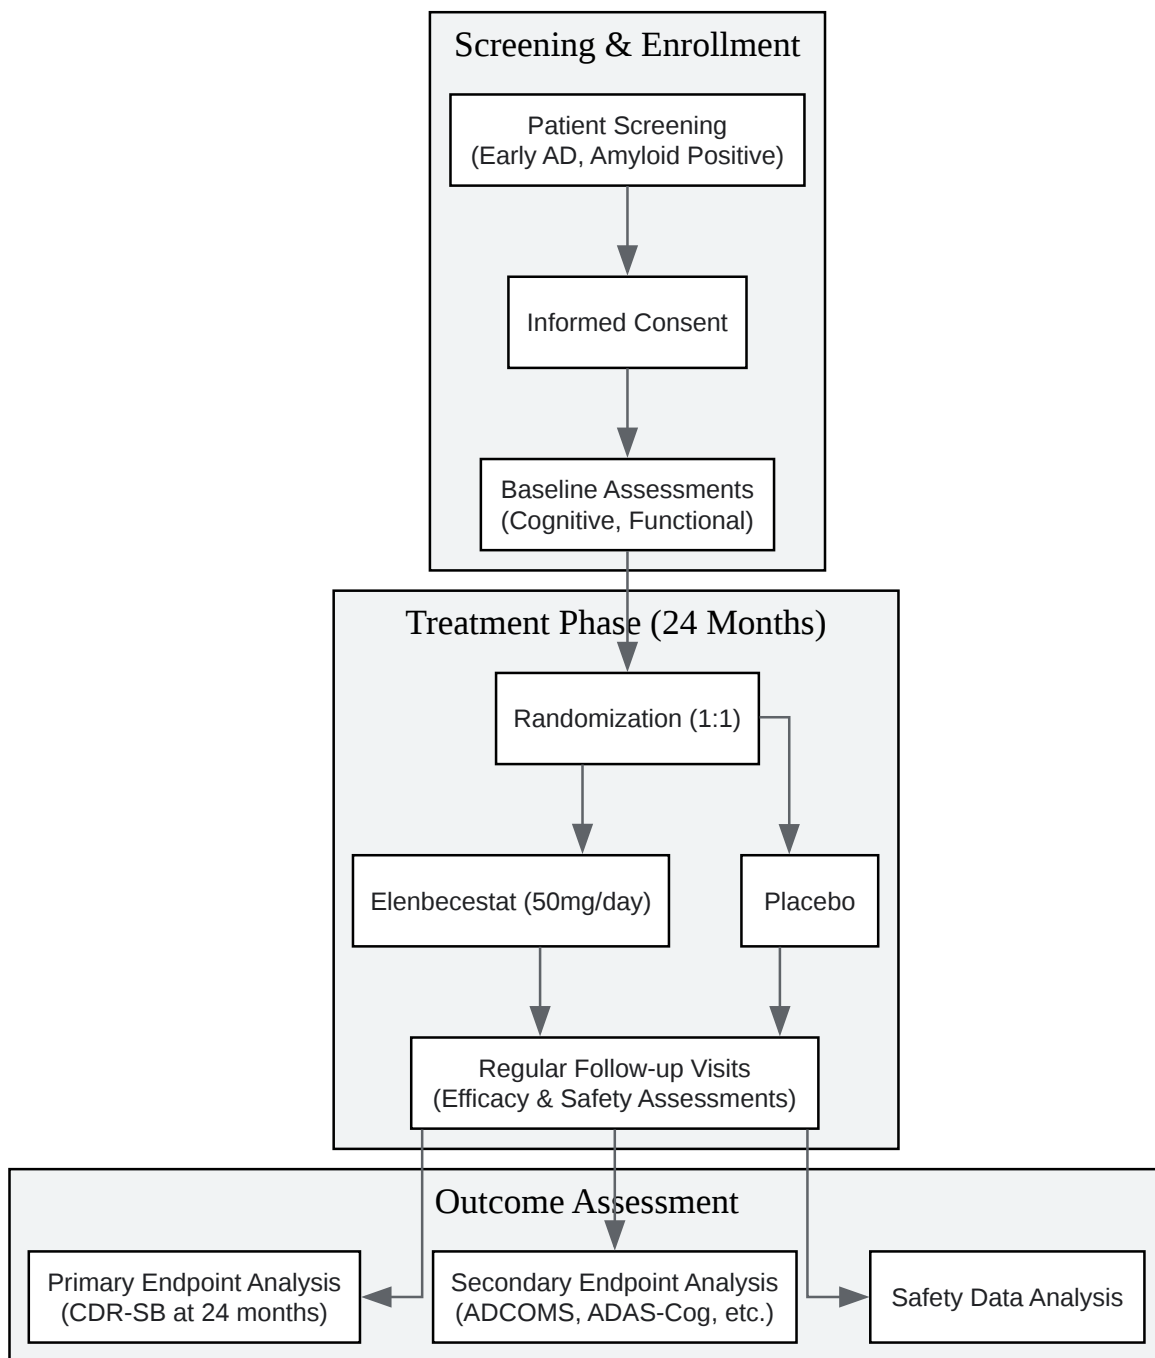 Screening & Enrollment
Patient Screening
(Early AD, Amyloid Positive)
Informed Consent
Baseline Assessments
(Cognitive, Functional)
Treatment Phase (24 Months)
Randomization (1:1)
Elenbecestat (50mg/day)
Placebo
Regular Follow-up Visits
(Efficacy & Safety Assessments)
Outcome Assessment
Primary Endpoint Analysis
(CDR-SB at 24 months)
Secondary Endpoint Analysis
(ADCOMS, ADAS-Cog, etc.)
Safety Data Analysis